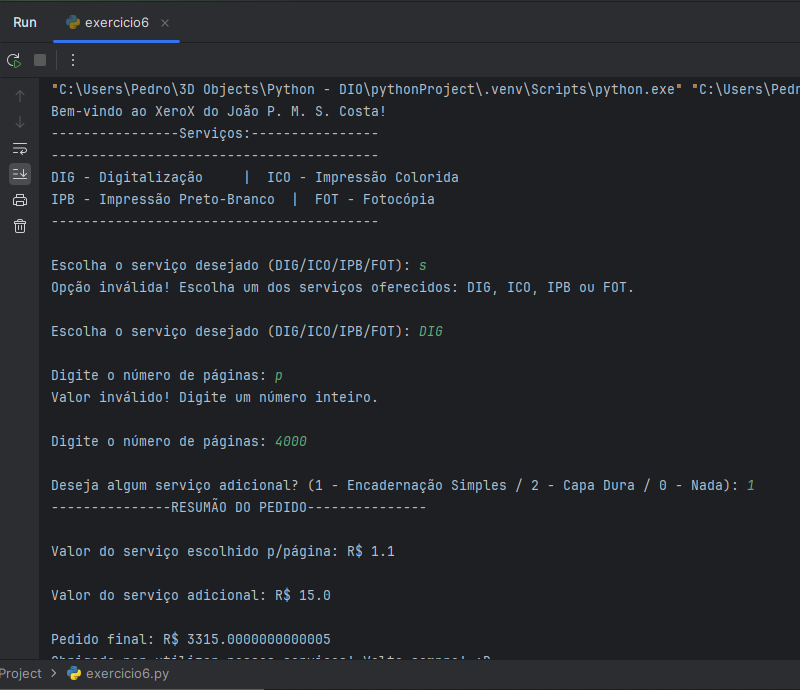 Run exercicio6
"C:\Users\Pedro\3D Objects\Python - DIO\pythonProject\.venv\Scripts\python.exe" "C:\Users\Pedr
Bem-vindo ao XeroX do João P. M. S. Costa!
----------------Serviços:----------------
-----------------------------------------
DIG - Digitalização     |  ICO - Impressão Colorida
IPB - Impressão Preto-Branco  |  FOT - Fotocópia
-----------------------------------------
Escolha o serviço desejado (DIG/ICO/IPB/FOT): s
Opção inválida! Escolha um dos serviços oferecidos: DIG, ICO, IPB ou FOT.
Escolha o serviço desejado (DIG/ICO/IPB/FOT): DIG
Digite o número de páginas: p
Valor inválido! Digite um número inteiro.
Digite o número de páginas: 4000
Deseja algum serviço adicional? (1 - Encadernação Simples / 2 - Capa Dura / 0 - Nada): 1
---------------RESUMÃO DO PEDIDO---------------
Valor do serviço escolhido p/página: R$ 1.1
Valor do serviço adicional: R$ 15.0
Pedido final: R$ 3315.0000000000005
Project > exercicio6.py